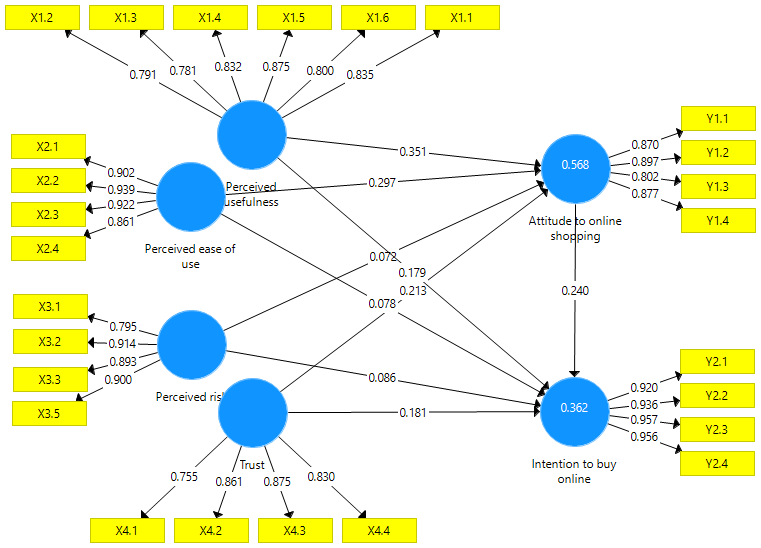 X1.2
X1.3
X1.4
X1.5
X1.6
X1.1
0.791
0.781
0.832
0.875
0.800
0.835
X2.1
X2.2
X2.3
X2.4
0.902
0.939
0.922
0.861
Perceived
usefulness
Perceived ease of
use
X3.1
X3.2
X3.3
X3.5
0.795
0.914
0.893
0.900
Perceived risk
Trust
0.755
0.861
0.875
0.830
X4.1
X4.2
X4.3
X4.4
0.351
0.297
0.072
0.179
0.213
0.078
0.086
0.181
0.568
Attitude to online
shopping
0.870
0.897
0.802
0.877
Y1.1
Y1.2
Y1.3
Y1.4
0.240
0.362
Intention to buy
online
0.920
0.936
0.957
0.956
Y2.1
Y2.2
Y2.3
Y2.4